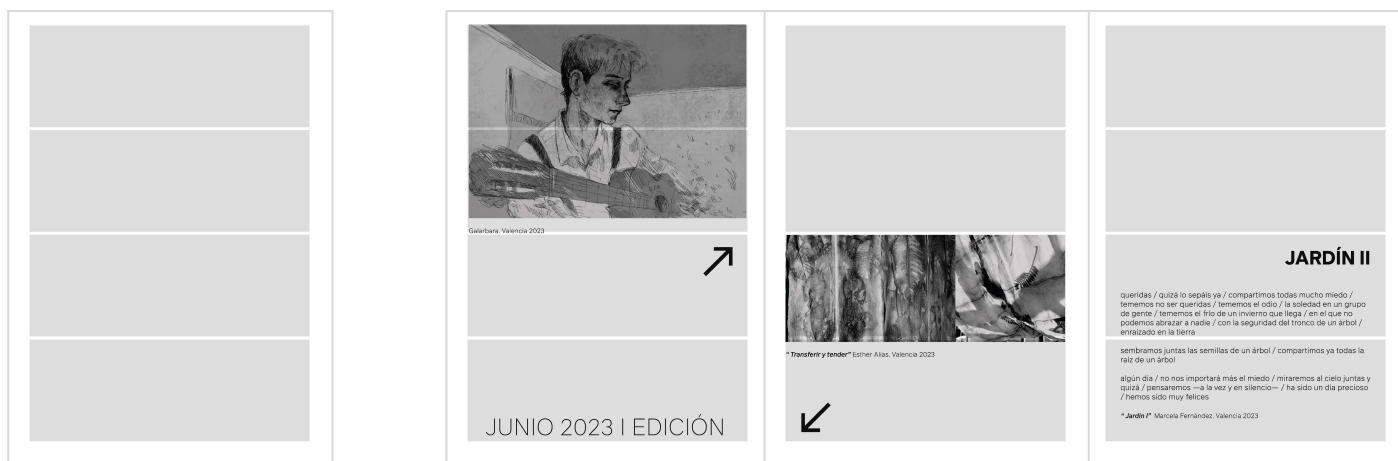 Galarbara. Valencia 2023
JUNIO 2023 I EDICIÓN
“Transferir y tender” Esther Alias. Valencia 2023
JARDÍN II
queridas / quizá lo sepáis ya / compartimos todas mucho miedo /
tememos no ser queridas / tememos el odio / la soledad en un grupo
de gente / tememos el frío de un invierno que llega / en el que no
podemos abrazar a nadie / con la seguridad del tronco de un árbol /
enraizado en la tierra
sembramos juntas las semillas de un árbol / compartimos ya todas la
raíz de un árbol
algún día / no nos importará más el miedo / miraremos al cielo juntas y
quizá / pensaremos —a la vez y en silencio— / ha sido un día precioso
/ hemos sido muy felices
“Jardín I” Marcela Fernández. Valencia 2023